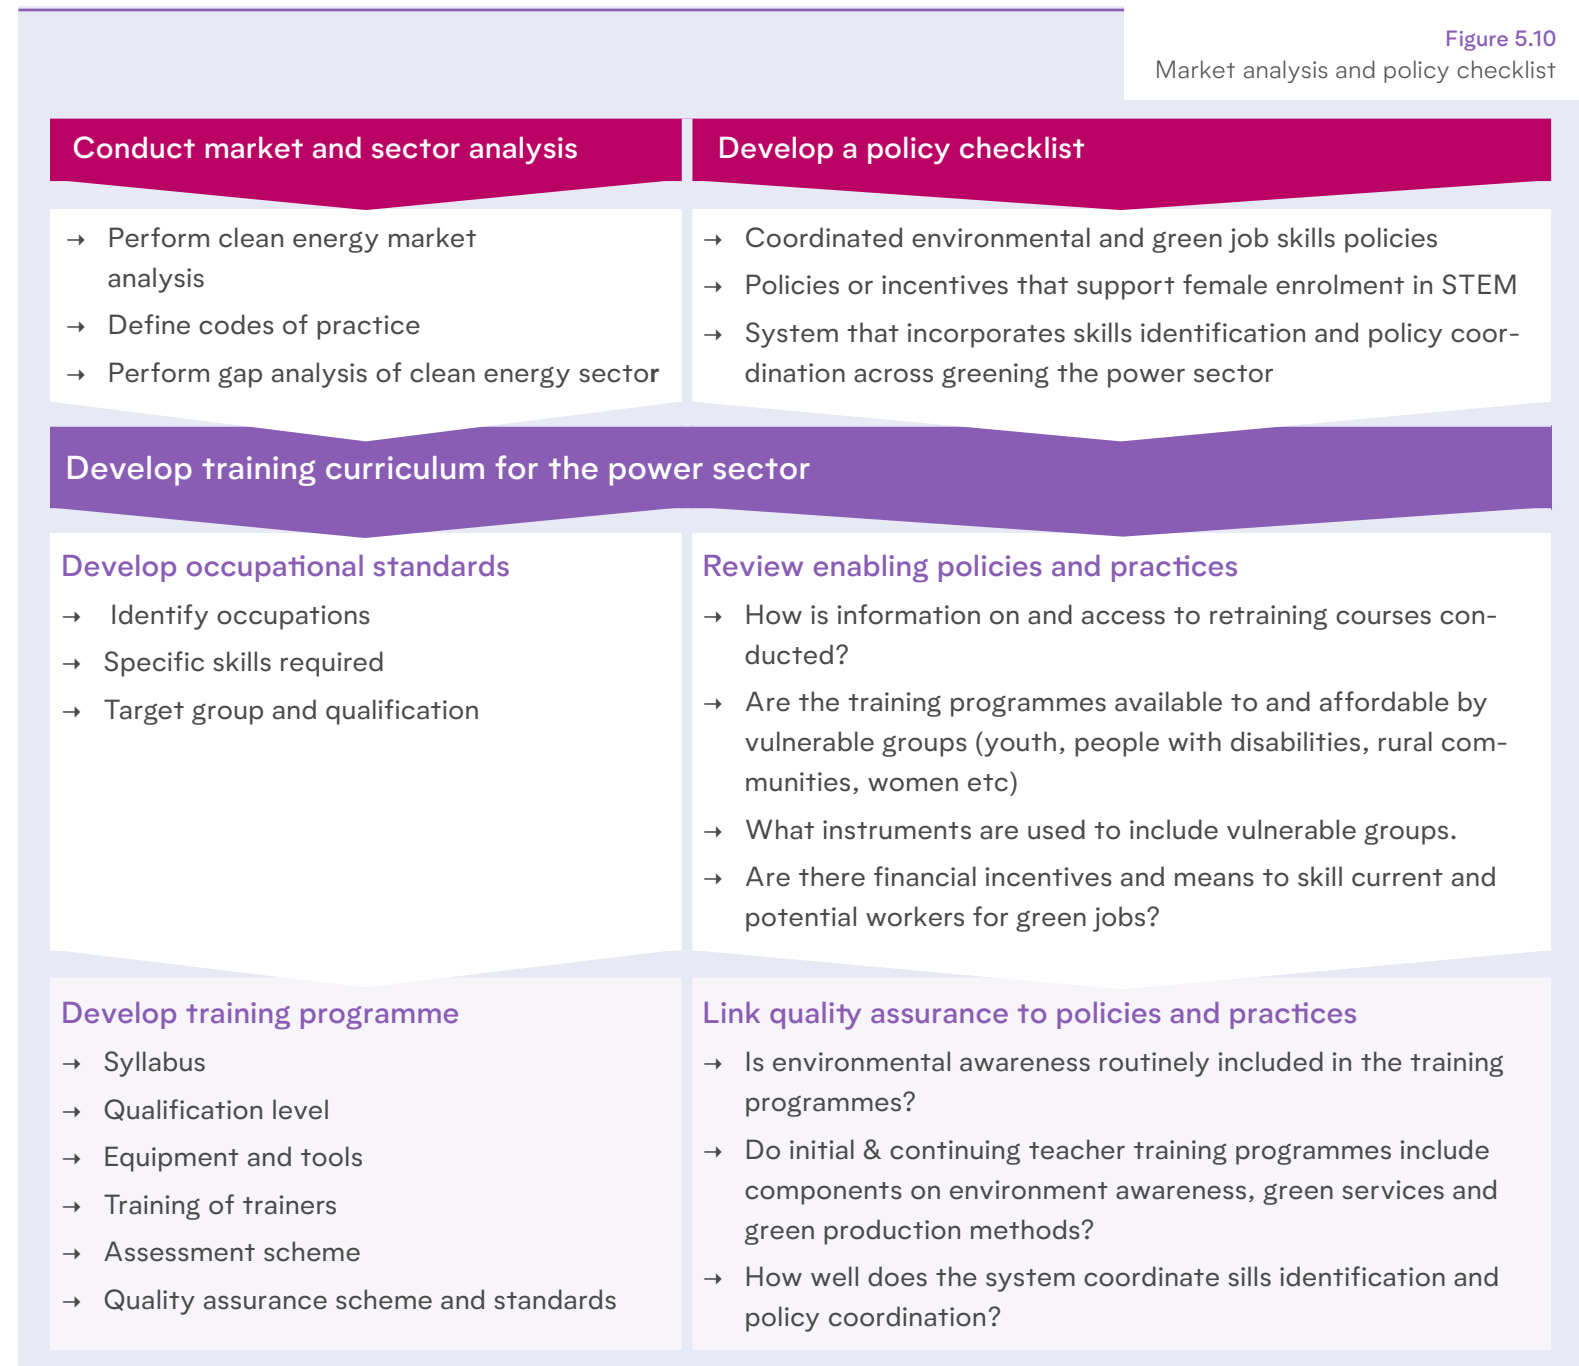 Figure 5.10
Market analysis and policy checklist
Conduct market and sector analysis
→ Perform clean energy market
analysis
→ Define codes of practice
→ Perform gap analysis of clean energy sector
Develop a policy checklist
→ Coordinated environmental and green job skills policies
→ Policies or incentives that support female enrolment in STEM
→ System that incorporates skills identification and policy coor-
dination across greening the power sector
Develop training curriculum for the power sector
Develop occupational standards
→ Identify occupations
→ Specific skills required
→ Target group and qualification
Review enabling policies and practices
→ How is information on and access to retraining courses con-
ducted?
→ Are the training programmes available to and affordable by
vulnerable groups (youth, people with disabilities, rural com-
munities, women etc)
→ What instruments are used to include vulnerable groups.
→ Are there financial incentives and means to skill current and
potential workers for green jobs?
Develop training programme
→ Syllabus
→ Qualification level
→ Equipment and tools
→ Training of trainers
→ Assessment scheme
→ Quality assurance scheme and standards
Link quality assurance to policies and practices
→ Is environmental awareness routinely included in the training
programmes?
→ Do initial & continuing teacher training programmes include
components on environment awareness, green services and
green production methods?
→ How well does the system coordinate sills identification and
policy coordination?